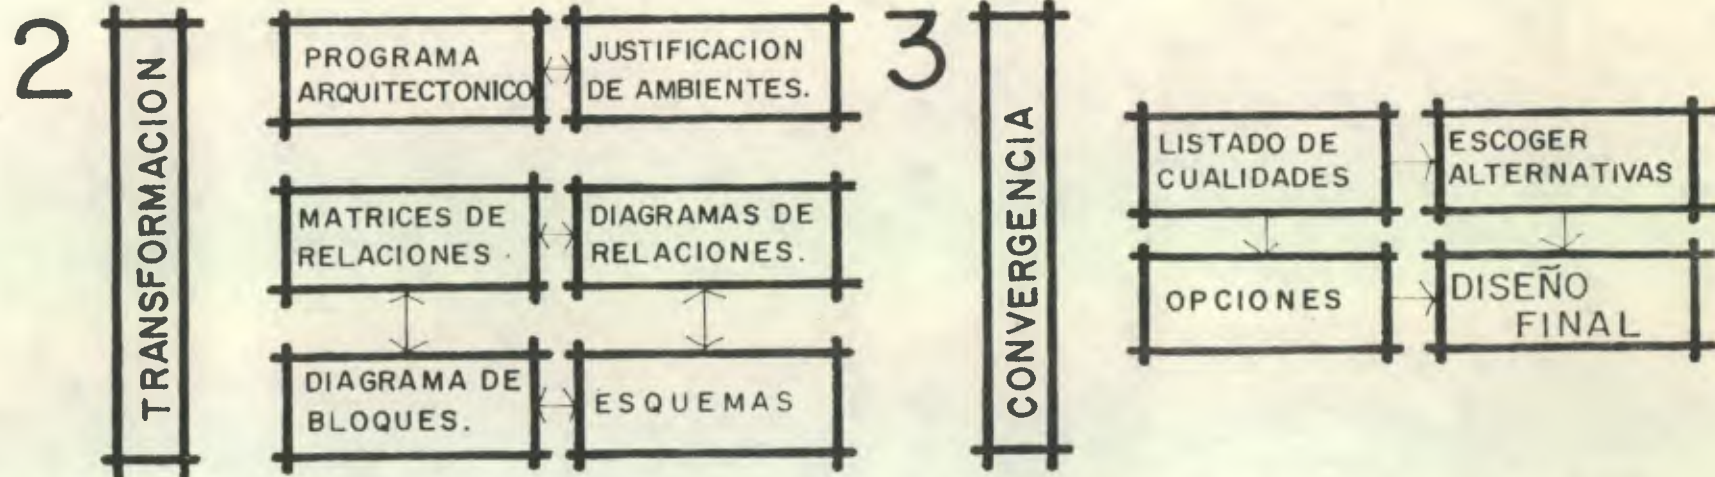 2
TRANSFORMACION
PROGRAMA
ARQUITECTONICO
JUSTIFICACION
DE AMBIENTES.
MATRICES DE
RELACIONES.
DIAGRAMAS DE
RELACIONES.
DIAGRAMA DE
BLOQUES.
ESQUEMAS
3
CONVERGENCIA
LISTADO DE
CUALIDADES
ESCOGER
ALTERNATIVAS
OPCIONES
DISEÑO
FINAL